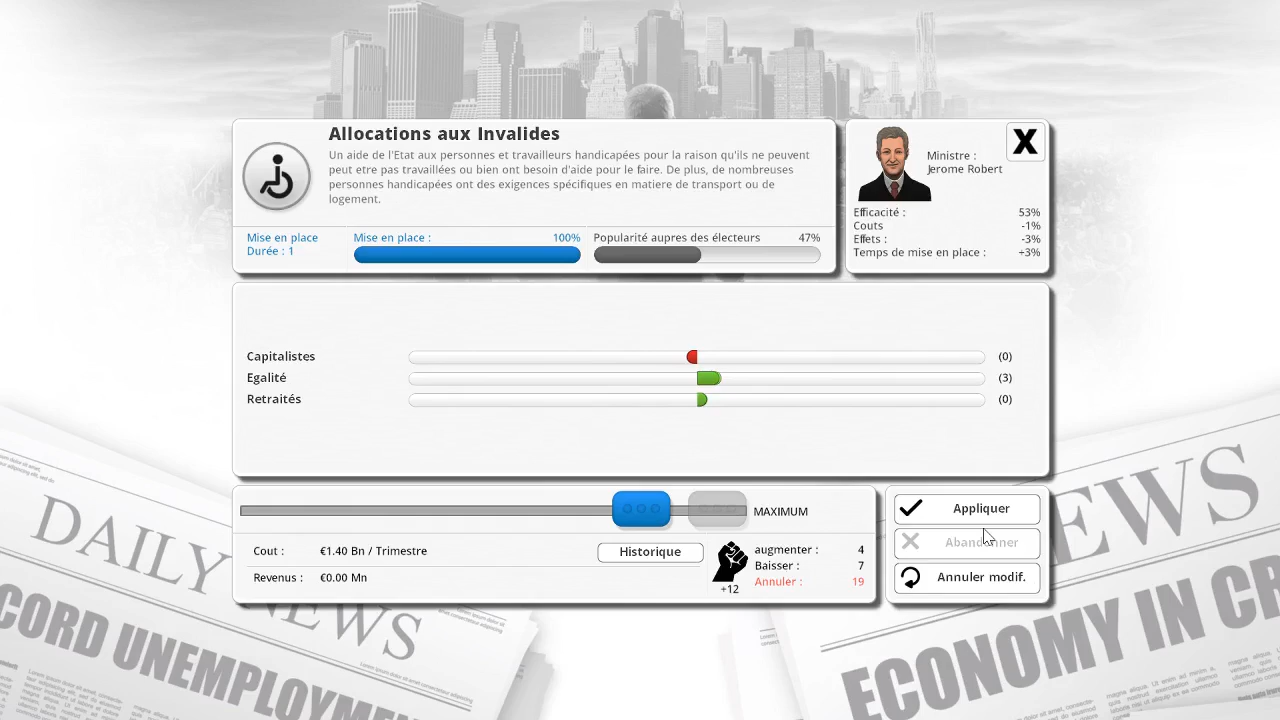 Allocations aux Invalides
Un aide de l'Etat aux personnes et travailleurs handicapées pour la raison qu'ils ne peuvent
peut etre pas travaillée ou bien ont besoin d'aide pour le faire. De plus, de nombreuses
personnes handicapées ont des exigences spécifiques en matiere de transport ou de
logement.
Mise en place
Durée : 1
Mise en place : 100%
Popularité aupres des électeurs 47%
Ministre :
Jerome Robert
X
Efficacité : 53%
Couts -1%
Effets : -3%
Temps de mise en place : +3%
Capitalistes (0)
Egalité (3)
Retraités (0)
MAXIMUM
Cout : €1.40 Bn / Trimestre
Revenus : €0.00 Mn
Historique
+12
augmenter : 4
Baisser : 7
Annuler : 19
Appliquer
Abandonner
Annuler modif.
DAILY NEWS
CORD UNEMPLOYME
EWS
ECONOMY IN CR